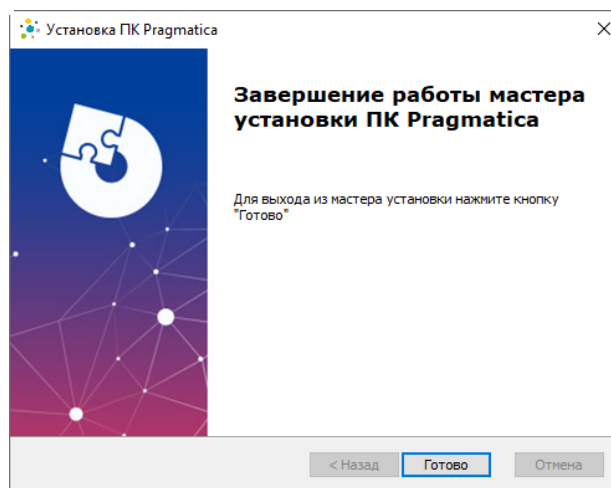 Установка ПК Pragmatica
Завершение работы мастера
установки ПК Pragmatica
Для выхода из мастера установки нажмите кнопку
"Готово"
< Назад
Готово
Отмена